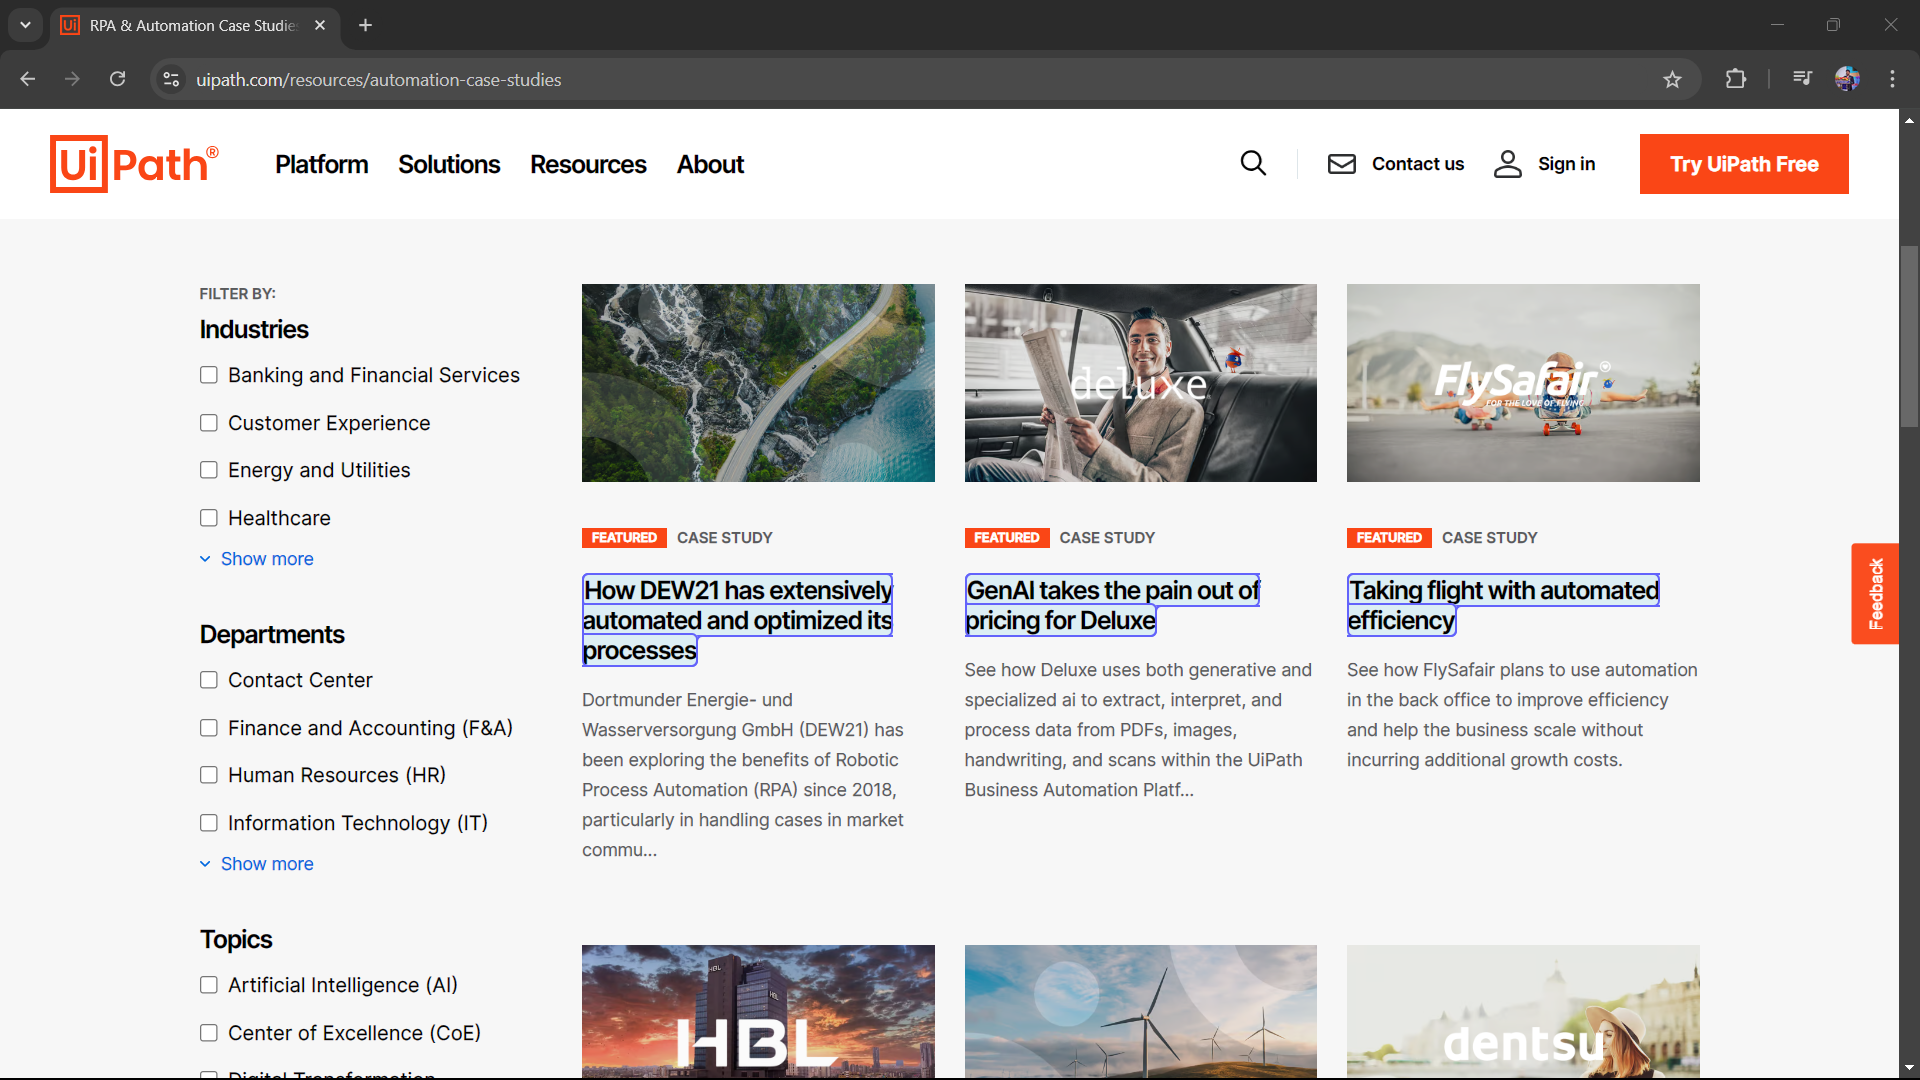 RPA & Automation Case Studies
uipath.com/resources/automation-case-studies
UiPath®
Platform
Solutions
Resources
About
Contact us
Sign in
Try UiPath Free
FILTER BY:
Industries
Banking and Financial Services
Customer Experience
Energy and Utilities
Healthcare
Show more
Departments
Contact Center
Finance and Accounting (F&A)
Human Resources (HR)
Information Technology (IT)
Show more
Topics
Artificial Intelligence (AI)
Center of Excellence (CoE)
Digital Transformation
FEATURED CASE STUDY
How DEW21 has extensively
automated and optimized its
processes
Dortmunder Energie- und
Wasserversorgung GmbH (DEW21) has
been exploring the benefits of Robotic
Process Automation (RPA) since 2018,
particularly in handling cases in market
commu...
deluxe
FEATURED CASE STUDY
GenAI takes the pain out of
pricing for Deluxe
See how Deluxe uses both generative and
specialized ai to extract, interpret, and
process data from PDFs, images,
handwriting, and scans within the UiPath
Business Automation Platf...
FlySafair
FOR THE LOVE OF FLYING
FEATURED CASE STUDY
Taking flight with automated
efficiency
See how FlySafair plans to use automation
in the back office to improve efficiency
and help the business scale without
incurring additional growth costs.
HBL
HBL
HBL
dentsu
Feedback